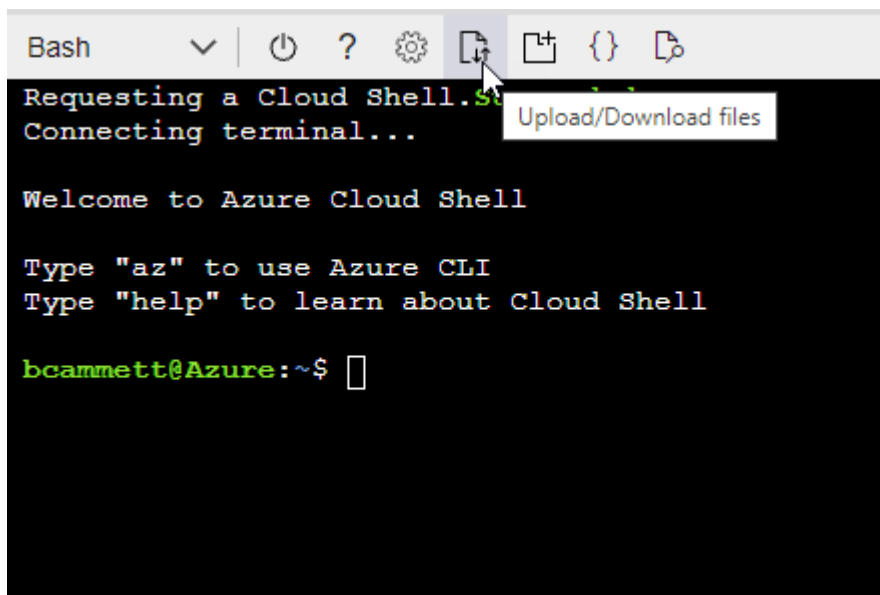 Bash ? {}
Requesting a Cloud Shell.
Upload/Download files
Connecting terminal...
Welcome to Azure Cloud Shell
Type "az" to use Azure CLI
Type "help" to learn about Cloud Shell
bcammett@Azure:~$